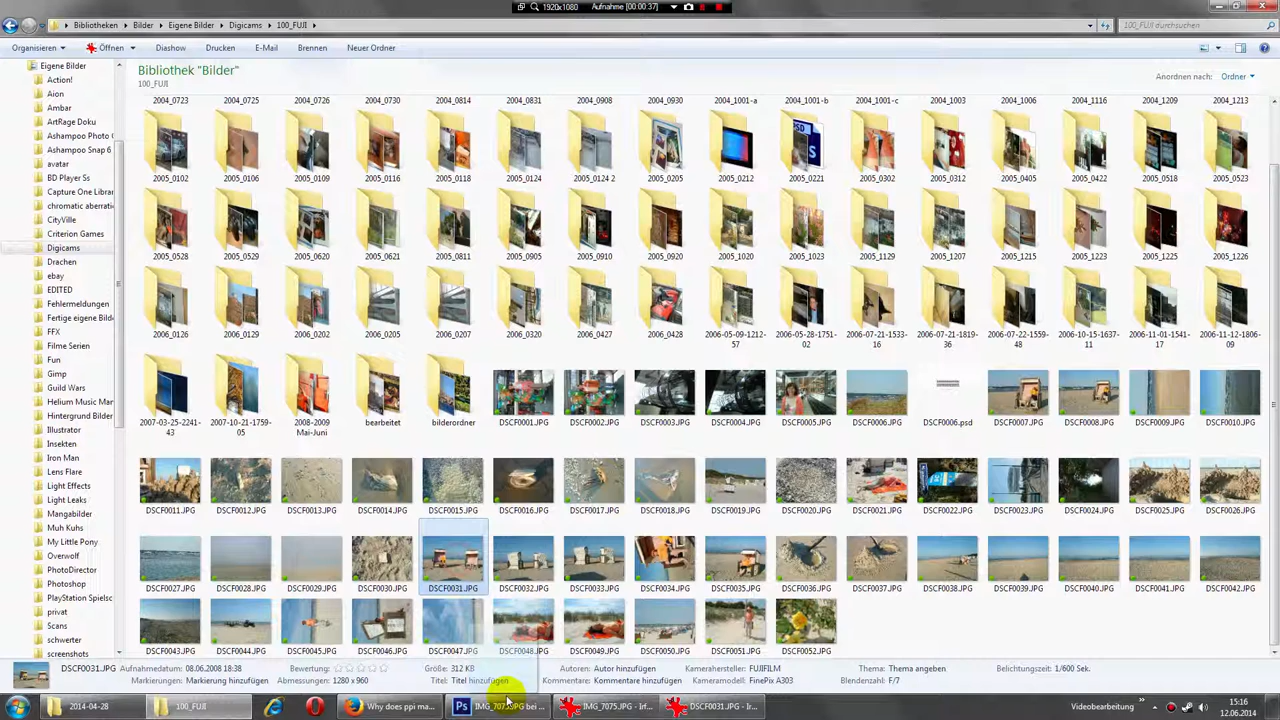 1920x1080 Aufnahme [00:00:37]
Bibliotheken Bilder Eigene Bilder Digicams 100_FUJI 100_FUJI durchsuchen
Organisieren Öffnen Diashow Drucken E-Mail Brennen Neuer Ordner
Bibliothek "Bilder"
100_FUJI
Anordnen nach: Ordner
Eigene Bilder
Action!
Aion
Ambar
ArtRage Doku
Ashampoo Photo
Ashampoo Snap 6
avatar
BD Player Ss
Capture One Librar
chromatic aberratio
CityVille
Criterion Games
Digicams
Drachen
ebay
EDITED
Fehlermeldungen
Fertige eigene Bild
FFX
Filme Serien
Fun
Gimp
Guild Wars
Helium Music Man
Hintergrund Bilder
Illustrator
Insekten
Iron Man
Lens Flare
Light Effects
Light Leaks
Mangabilder
Muh Kuhs
My Little Pony
Overwolf
PhotoDirector
Photoshop
PlayStation Spielsc
privat
Scans
schwerter
screenshots
2004_0723 2004_0725 2004_0726 2004_0730 2004_0814 2004_0831 2004_0908 2004_0930 2004_1001-a 2004_1001-b 2004_1001-c 2004_1003 2004_1006 2004_1116 2004_1209 2004_1213
2005_0102 2005_0106 2005_0109 2005_0116 2005_0118 2005_0124 2005_0124 2 2005_0205 2005_0212 2005_0221 2005_0302 2005_0312 2005_0405 2005_0422 2005_0518 2005_0523
2005_0528 2005_0529 2005_0620 2005_0621 2005_0811 2005_0905 2005_0910 2005_0920 2005_1020 2005_1023 2005_1129 2005_1207 2005_1215 2005_1223 2005_1225 2005_1226
2006_0126 2006_0129 2006_0202 2006_0205 2006_0207 2006_0320 2006_0427 2006_0428 2006-05-09-1212-57 2006-05-28-1751-02 2006-07-21-1533-16 2006-07-21-1819-36 2006-07-22-1559-48 2006-10-15-1637-11 2006-11-01-1541-17 2006-11-12-1806-09
2007-03-25-2241-43 2007-10-21-1759-05 2008-2009 Mai-Juni bearbeitet bilderordner DSCF0001.JPG DSCF0002.JPG DSCF0003.JPG DSCF0004.JPG DSCF0005.JPG DSCF0006.JPG DSCF0006.psd DSCF0007.JPG DSCF0008.JPG DSCF0009.JPG DSCF0010.JPG
DSCF0011.JPG DSCF0012.JPG DSCF0013.JPG DSCF0014.JPG DSCF0015.JPG DSCF0016.JPG DSCF0017.JPG DSCF0018.JPG DSCF0019.JPG DSCF0020.JPG DSCF0021.JPG DSCF0022.JPG DSCF0023.JPG DSCF0024.JPG DSCF0025.JPG DSCF0026.JPG
DSCF0027.JPG DSCF0028.JPG DSCF0029.JPG DSCF0030.JPG DSCF0031.JPG DSCF0032.JPG DSCF0033.JPG DSCF0034.JPG DSCF0035.JPG DSCF0036.JPG DSCF0037.JPG DSCF0038.JPG DSCF0039.JPG DSCF0040.JPG DSCF0041.JPG DSCF0042.JPG
DSCF0043.JPG DSCF0044.JPG DSCF0045.JPG DSCF0046.JPG DSCF0047.JPG DSCF0048.JPG DSCF0049.JPG DSCF0050.JPG DSCF0051.JPG DSCF0052.JPG
DSCF0031.JPG Aufnahmedatum: 08.06.2008 18:38 Bewertung: Größe: 312 KB Autoren: Autor hinzufügen Kamerahersteller: FUJIFILM Thema: Thema angeben Belichtungszeit: 1/600 Sek.
Markierungen: Markierung hinzufügen Abmessungen: 1280 x 960 Titel: Titel hinzufügen Kommentare: Kommentare hinzufügen Kameramodell: FinePix A303 Blendenzahl: F/7
2014-04-28 100_FUJI Why does ppi ma... IMG_7075.JPG bei ... IMG_7075.JPG - Irf... DSCF0031.JPG - Irf... Videobearbeitung 15:16
12.06.2014